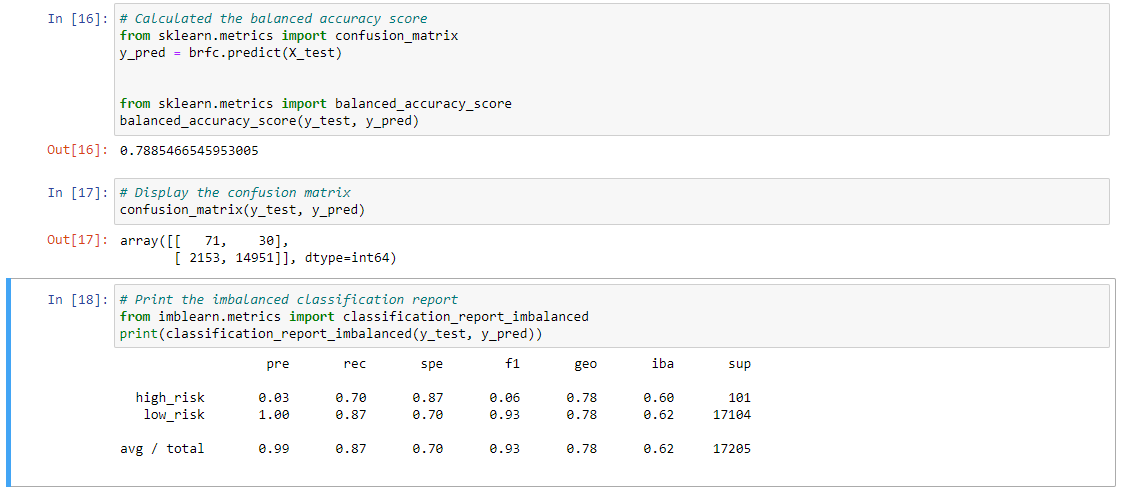 In [16]: # Calculated the balanced accuracy score
from sklearn.metrics import confusion_matrix
y_pred = brfc.predict(X_test)
from sklearn.metrics import balanced_accuracy_score
balanced_accuracy_score(y_test, y_pred)
Out[16]: 0.7885466545953005
In [17]: # Display the confusion matrix
confusion_matrix(y_test, y_pred)
Out[17]: array([[   71,    30],
       [ 2153, 14951]], dtype=int64)
In [18]: # Print the imbalanced classification report
from imblearn.metrics import classification_report_imbalanced
print(classification_report_imbalanced(y_test, y_pred))
pre rec spe f1 geo iba sup
high_risk 0.03 0.70 0.87 0.06 0.78 0.60 101
low_risk 1.00 0.87 0.70 0.93 0.78 0.62 17104
avg / total 0.99 0.87 0.70 0.93 0.78 0.62 17205